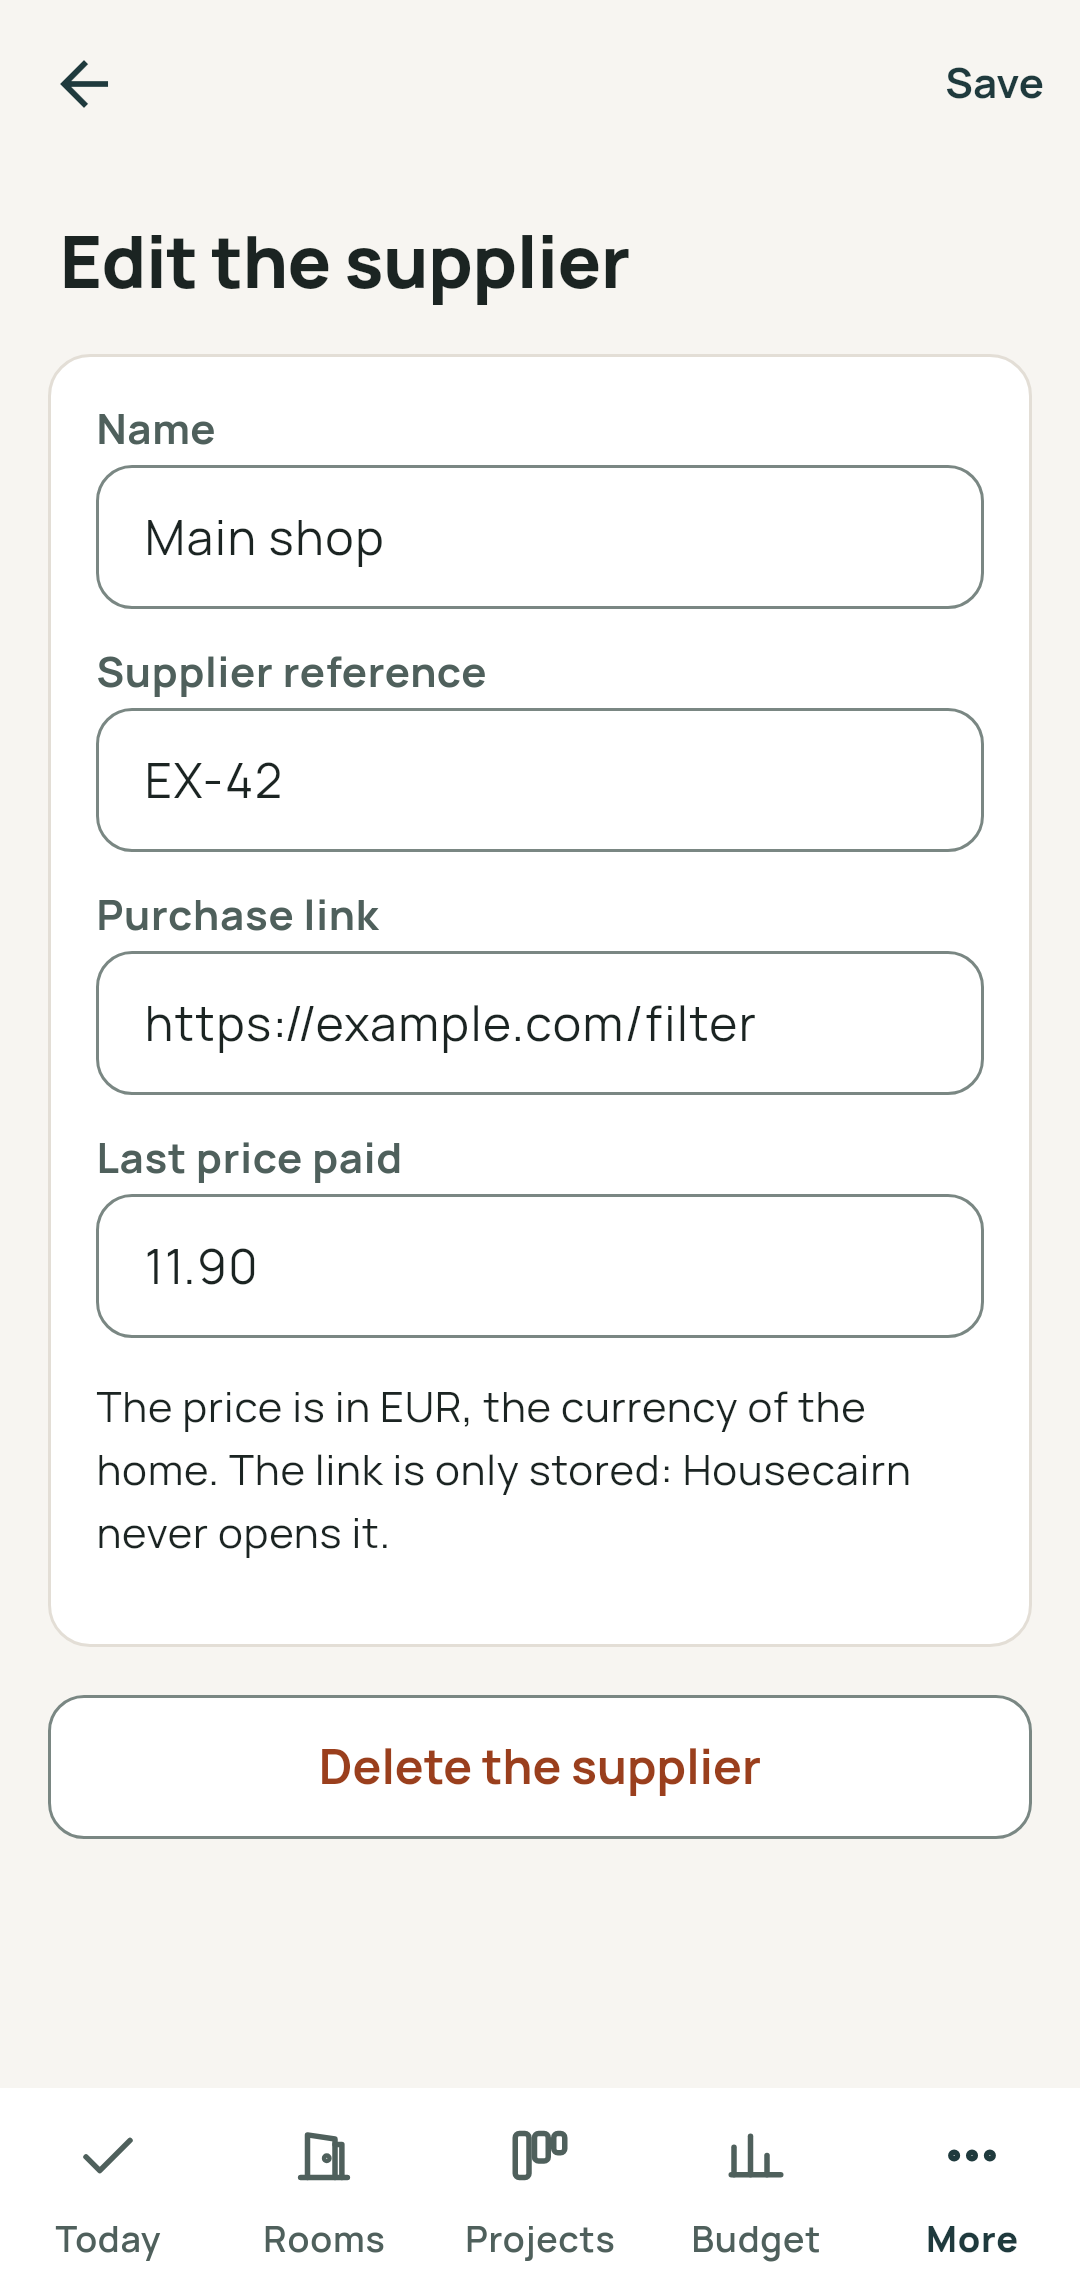 Save
Edit the supplier
Name
Main shop
Supplier reference
EX-42
Purchase link
https://example.com/filter
Last price paid
11.90
The price is in EUR, the currency of the
home. The link is only stored: Housecairn
never opens it.
Delete the supplier
Today
Rooms
Projects
Budget
More